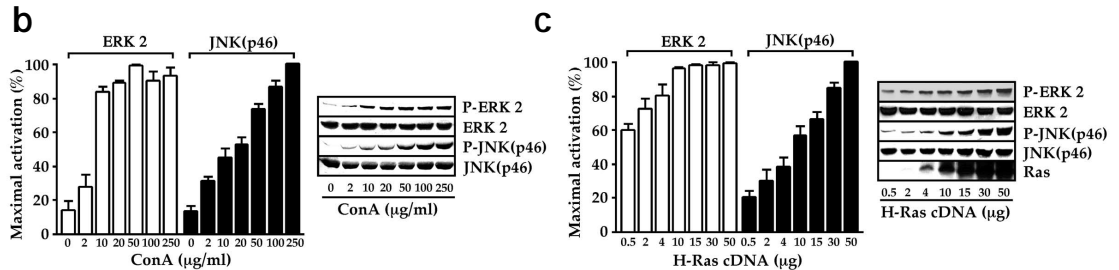 b
ERK 2 JNK(p46)
Maximal activation (%)
100
80
60
40
20
0
0 2 10 20 50 100 250 0 2 10 20 50 100 250
ConA (µg/ml)
P-ERK 2
ERK 2
P-JNK(p46)
JNK(p46)
0 2 10 20 50 100 250
ConA (µg/ml)
c
ERK 2 JNK(p46)
Maximal activation (%)
100
80
60
40
20
0
0.5 2 4 10 15 30 50 0.5 2 4 10 15 30 50
H-Ras cDNA (µg)
P-ERK 2
ERK 2
P-JNK(p46)
JNK(p46)
Ras
0.5 2 4 10 15 30 50
H-Ras cDNA (µg)